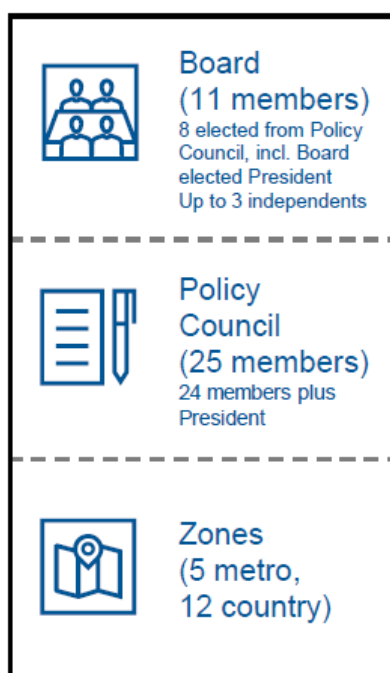 Board
(11 members)
8 elected from Policy
Council, incl. Board
elected President
Up to 3 independents
Policy
Council
(25 members)
24 members plus
President
Zones
(5 metro,
12 country)